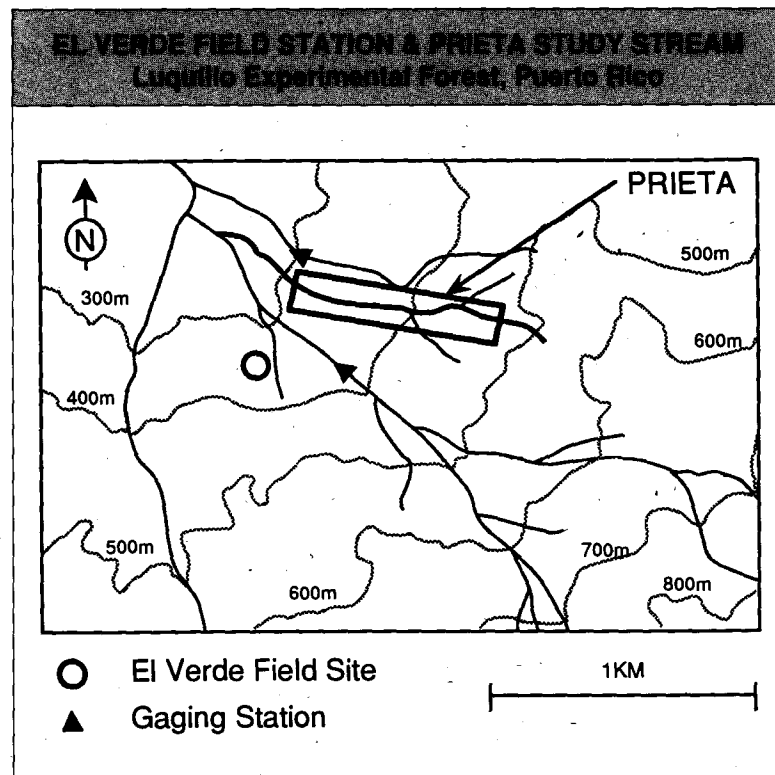 EL VERDE FIELD STATION & PRIETA STUDY STREAM
Luquillo Experimental Forest, Puerto Rico
PRIETA
N
500m
300m
600m
400m
500m
700m
600m
800m
El Verde Field Site
1KM
Gaging Station